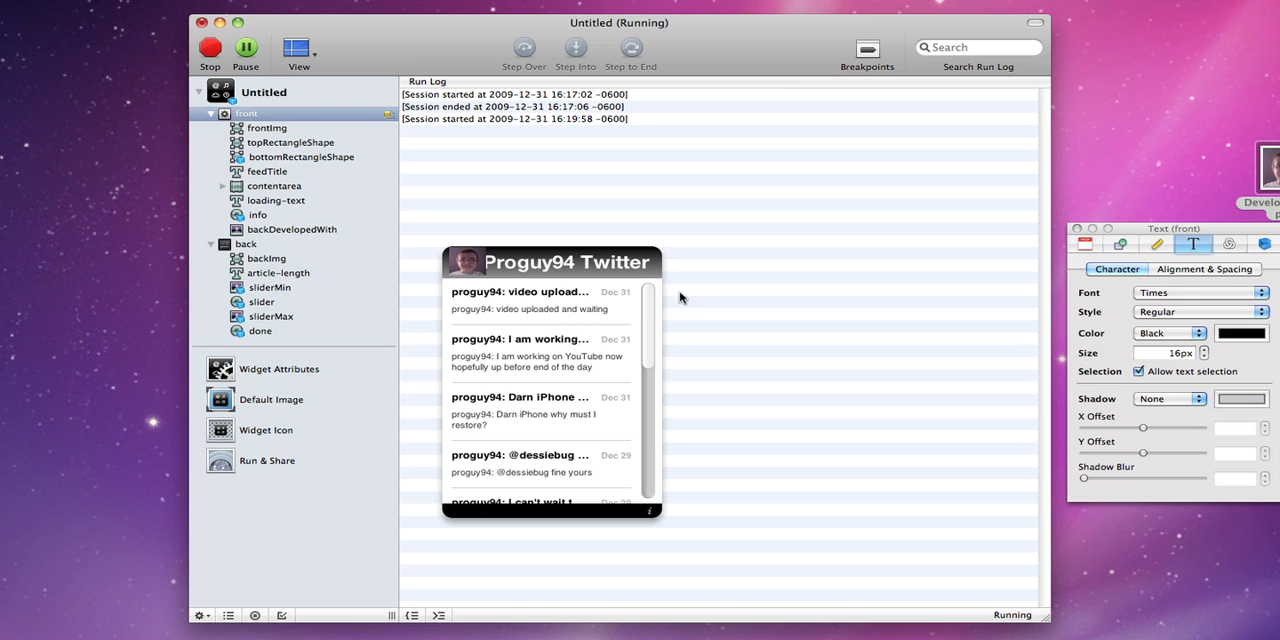 Untitled (Running)
Stop
Pause
View
Step Over
Step Into
Step to End
Breakpoints
Search
Search Run Log
Untitled
front
frontImg
topRectangleShape
bottomRectangleShape
feedTitle
contentarea
loading-text
info
backDevelopedWith
back
backImg
article-length
sliderMin
slider
sliderMax
done
Widget Attributes
Default Image
Widget Icon
Run & Share
Run Log
[Session started at 2009-12-31 16:17:02 -0600]
[Session ended at 2009-12-31 16:17:06 -0600]
[Session started at 2009-12-31 16:19:58 -0600]
Proguy94 Twitter
proguy94: video upload... Dec 31
proguy94: video uploaded and waiting
proguy94: I am working... Dec 31
proguy94: I am working on YouTube now
hopefully up before end of the day
proguy94: Darn iPhone ... Dec 31
proguy94: Darn iPhone why must I
restore?
proguy94: @dessiebug ... Dec 29
proguy94: @dessiebug fine yours
proguy94: I can't wait t
i
Running
Develo
Text (front)
T
Character
Alignment & Spacing
Font Times
Style Regular
Color Black
Size 16px
Selection Allow text selection
Shadow None
X Offset
Y Offset
Shadow Blur